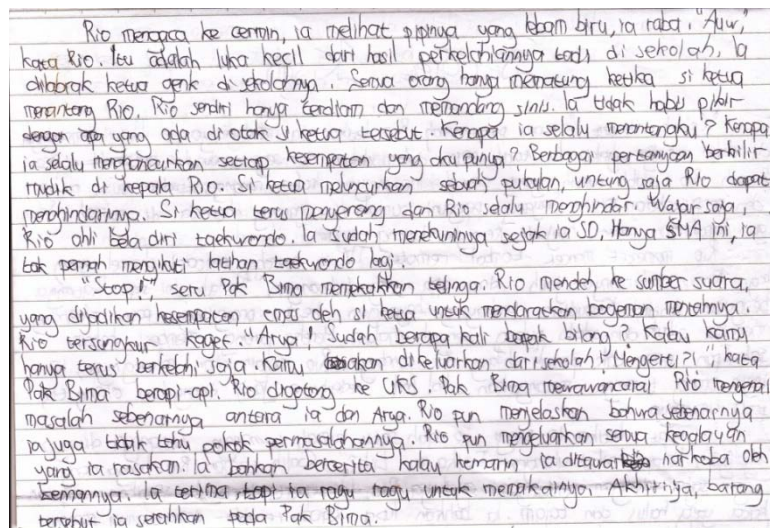 Rio mengaca ke cermin, ia melihat pipinya yang lebam biru, ia raba. "Auw",
kata Rio. Itu adalah luka kecil dari hasil perkelahiannya tadi di sekolah, Ia
dilabrak ketua genk di sekolahnya. Semua orang hanya mematung ketika si ketua
menantang Rio. Rio sendiri hanya terdiam dan memandang sinis. Ia tidak habis pikir
dengan apa yang ada di otak si ketua tersebut. Kenapa ia selalu menantangku? Kenapa
ia selalu menghancurkan setiap kesempatan yang aku punya? Berbagai pertanyaan berkilir
mudik di kepala Rio. Si ketua meluncurkan sebuah pukulan, untung saja Rio dapat
menghindarinya. Si ketua terus menyerang dan Rio selalu menghindar. Wajar saja,
Rio ahli bela diri taekwondo. Ia sudah menekuninya sejak ia SD, Hanya SMA ini, ia
tak pernah mengikuti latihan taekwondo lagi.
"Stop!", seru Pak Bima memekakkan telinga. Rio menoleh ke sumber suara,
yang dijadikan kesempatan emas oleh si ketua untuk mendaratkan bogeman mentahnya.
Rio tersungkur kaget. "Arya! Sudah berapa kali bapak bilang? Kalau kamu
hanya terus berkelahi saja. Kamu akan dikeluarkan dari sekolah! Mengerti?!", kata
Pak Bima berapi-api. Rio digotong ke UKS. Pak Bima mewawancarai Rio mengenai
masalah sebenarnya antara ia dan Arya. Rio pun menjelaskan bahwa sebenarnya
ia juga tidak tahu pokok permasalahannya. Rio pun mengeluarkan semua kegalauan
yang ia rasakan. Ia bahkan bercerita kalau kemarin ia ditawari narkoba oleh
temannya. Ia terima, tapi ia ragu ragu untuk memakainya. Akhirnya, barang
tersebut ia serahkan pada Pak Bima.